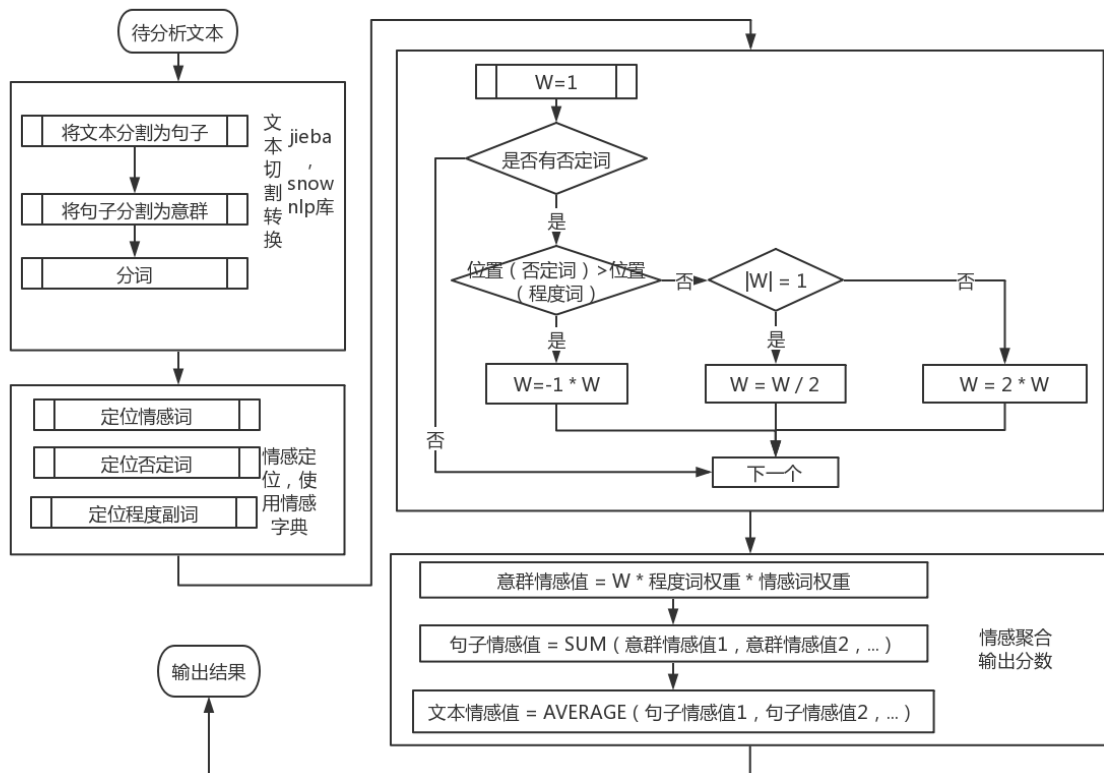 待分析文本
将文本分割为句子
将句子分割为意群
分词
文
本
切
割
转
换
jieba
，
snow
nlp库
定位情感词
定位否定词
定位程度副词
情感定
位，使
用情感
字典
W=1
是否有否定词
是
位置（否定词）>位置
（程度词）
否
|W| = 1
否
是
是
W=-1 * W
W = W / 2
W = 2 * W
否
下一个
意群情感值 = W * 程度词权重 * 情感词权重
句子情感值 = SUM（意群情感值1，意群情感值2，...）
文本情感值 = AVERAGE（句子情感值1，句子情感值2，...）
情感聚合
输出分数
输出结果